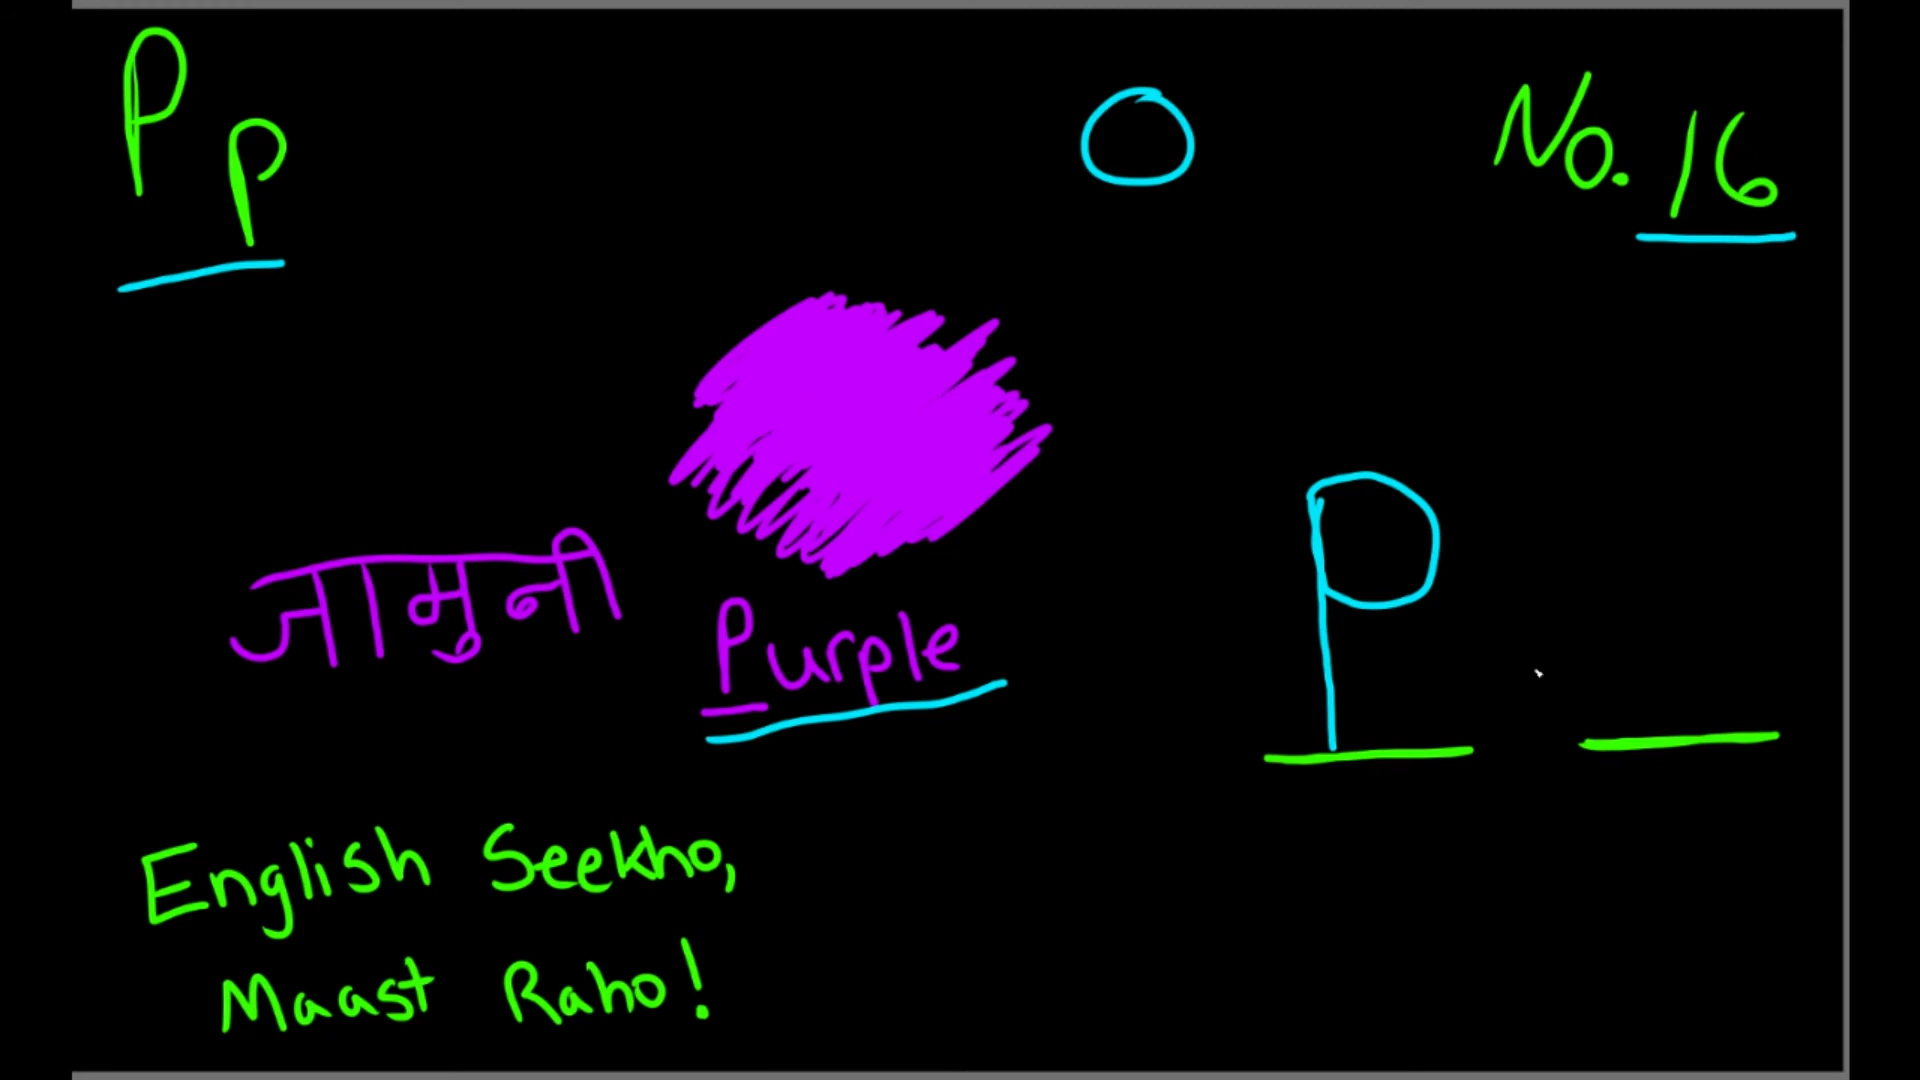 Pp
O
No. 16
जामुनी
Purple
P
English Seekho,
Maast Raho!